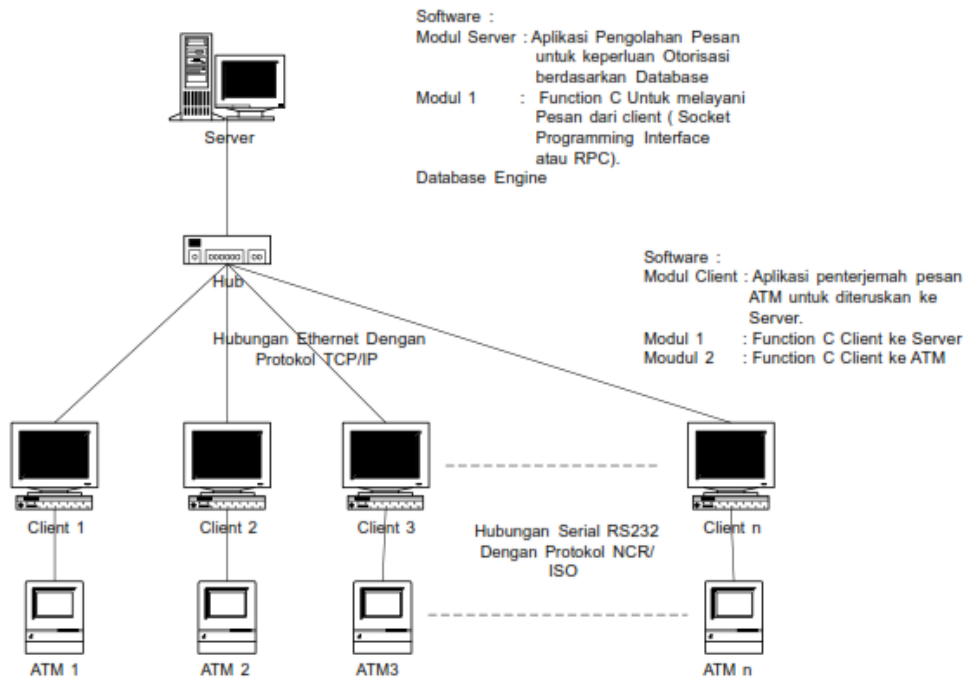 Software :
Modul Server : Aplikasi Pengolahan Pesan
untuk keperluan Otorisasi
berdasarkan Database
Modul 1 : Function C Untuk melayani
Pesan dari client ( Socket
Programming Interface
atau RPC).
Database Engine
Server
Hub
Software :
Modul Client : Aplikasi penterjemah pesan
ATM untuk diteruskan ke
Server.
Modul 1 : Function C Client ke Server
Moudul 2 : Function C Client ke ATM
Hubungan Ethernet Dengan
Protokol TCP/IP
Client 1
Client 2
Client 3
Client n
Hubungan Serial RS232
Dengan Protokol NCR/
ISO
ATM 1
ATM 2
ATM3
ATM n